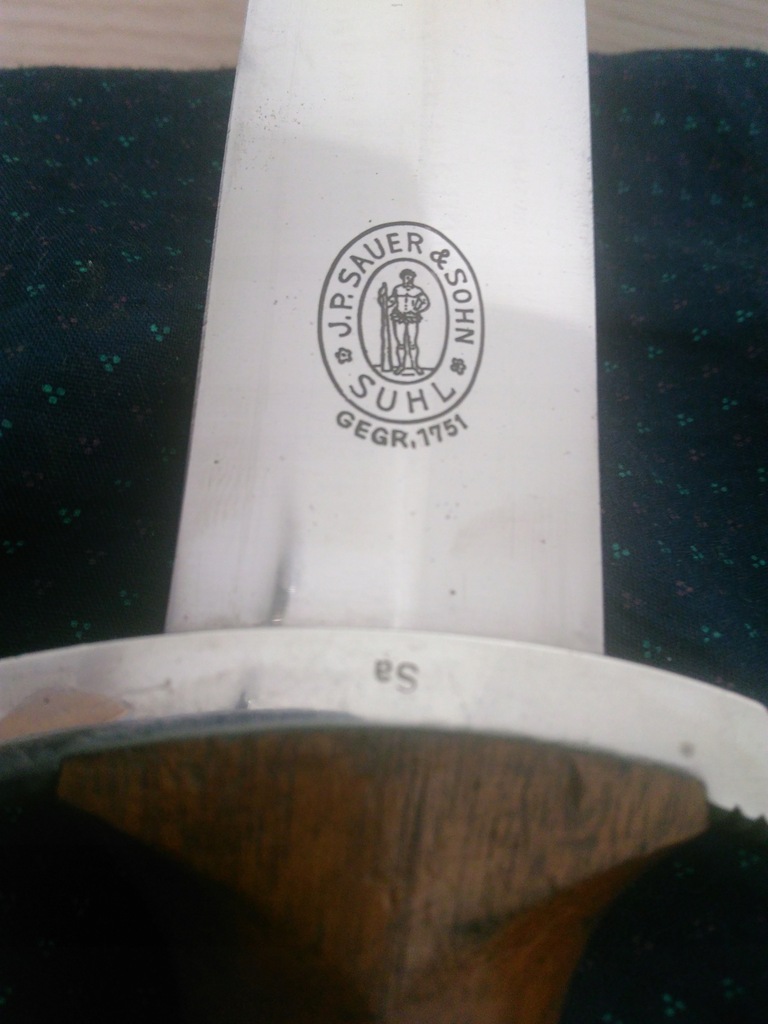 J.P. SAUER & SOHN
SUHL
GEGR. 1751
Sa